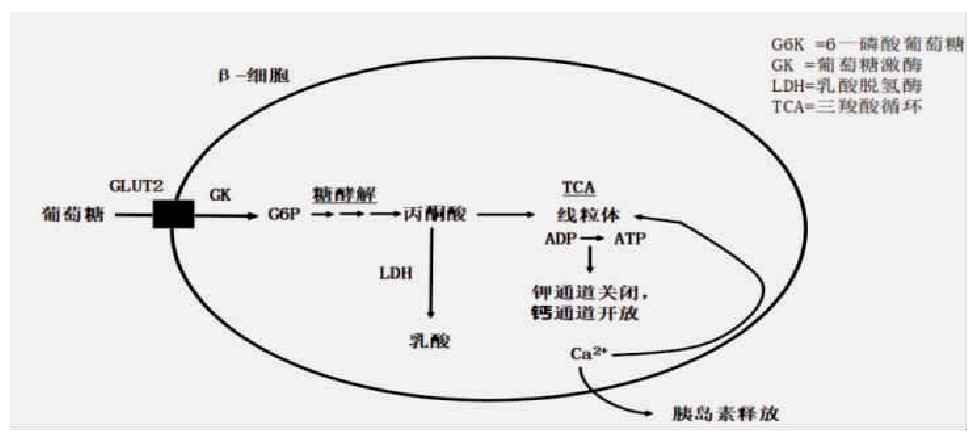 G6K =6一磷酸葡萄糖
GK =葡萄糖激酶
LDH=乳酸脱氢酶
TCA=三羧酸循环
β-细胞
GLUT2
GK
糖酵解
TCA
葡萄糖
G6P
丙酮酸
线粒体
ADP
ATP
LDH
钾通道关闭，
钙通道开放
乳酸
Ca²⁺
胰岛素释放